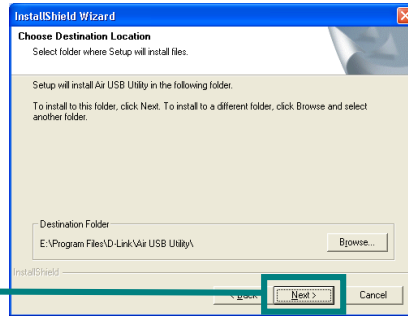 InstallShield Wizard
Choose Destination Location
Select folder where Setup will install files.
Setup will install Air USB Utility in the following folder.
To install to this folder, click Next. To install to a different folder, click Browse and select
another folder.
Destination Folder
E:\Program Files\D-Link\Air USB Utility\
Browse...
InstallShield
< Back Next > Cancel